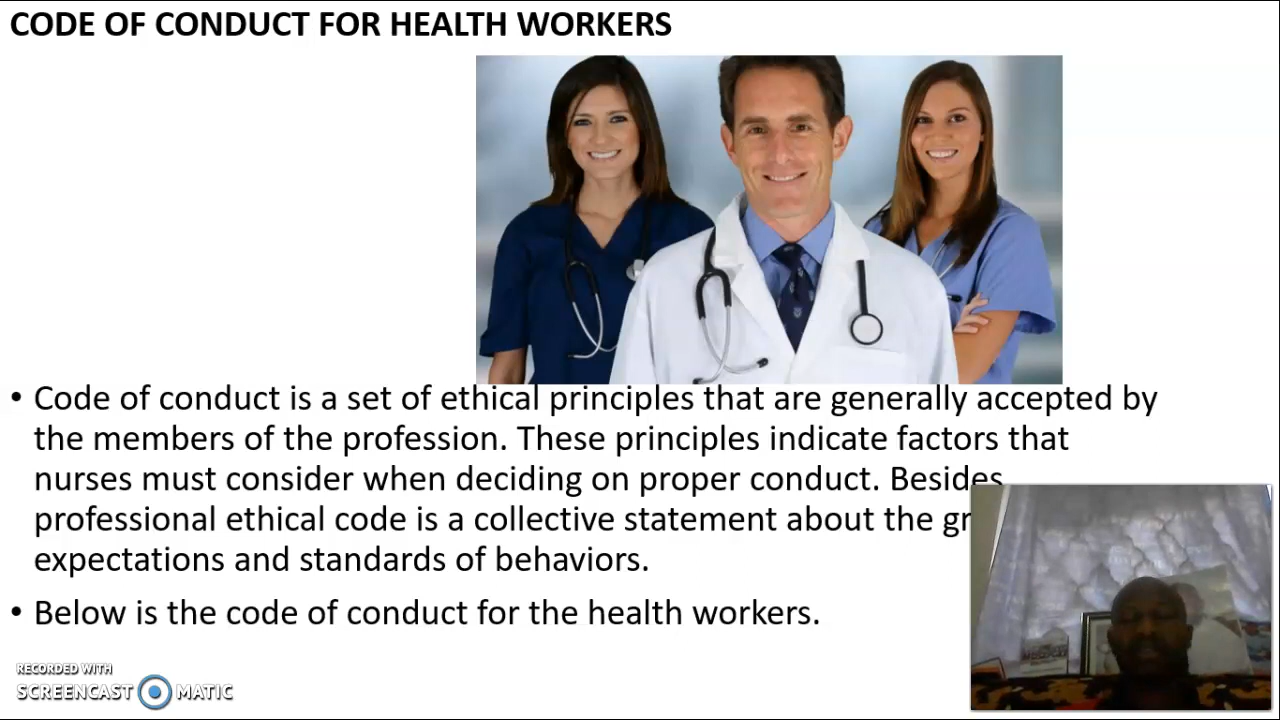 CODE OF CONDUCT FOR HEALTH WORKERS
• Code of conduct is a set of ethical principles that are generally accepted by
the members of the profession. These principles indicate factors that
nurses must consider when deciding on proper conduct. Besides
professional ethical code is a collective statement about the
expectations and standards of behaviors.
• Below is the code of conduct for the health workers.
RECORDED WITH
SCREENCAST MATIC